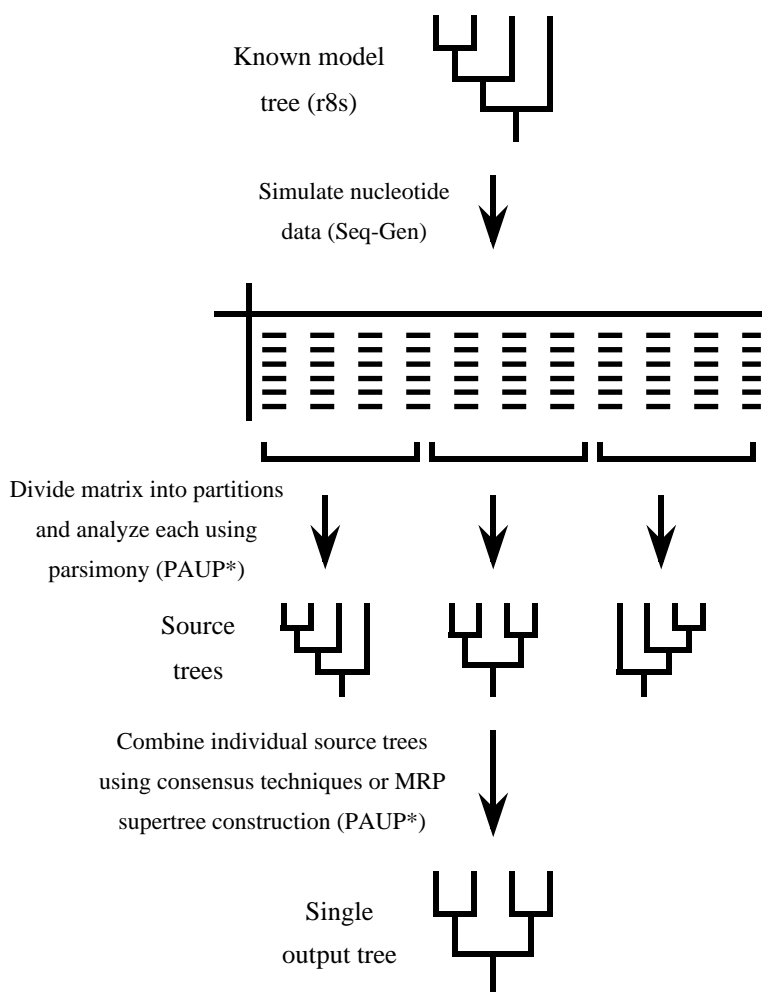 Known model
tree (r8s)
Simulate nucleotide
data (Seq-Gen)
Divide matrix into partitions
and analyze each using
parsimony (PAUP*)
Source
trees
Combine individual source trees
using consensus techniques or MRP
supertree construction (PAUP*)
Single
output tree